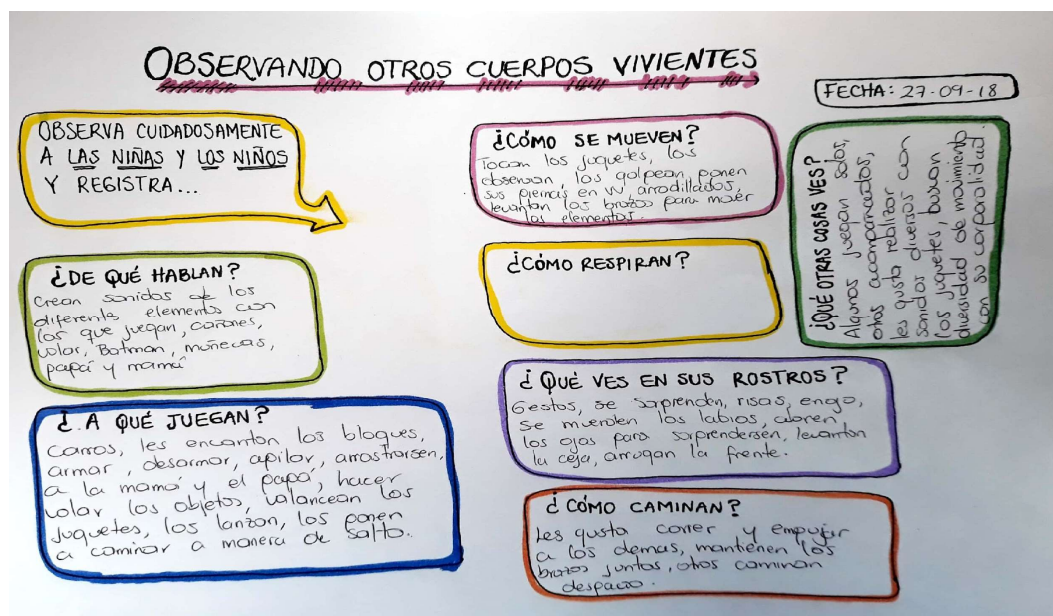 OBSERVANDO OTROS CUERPOS VIVIENTES
FECHA: 27-09-18
OBSERVA CUIDADOSAMENTE
A LAS NIÑAS Y LOS NIÑOS
Y REGISTRA...
¿DE QUÉ HABLAN?
Crean sonidos de los
diferente elementos con
los que juegan, cañones,
volar, Batman, muñecas,
papá y mamá
¿A QUÉ JUEGAN?
Carros, les encantan los bloques,
armar, desarmar, apilar, arrastrarsen,
a la mamá y el papá, hacer
volar los objetos, valancean los
juguetes, los lanzan, los ponen
a caminar a manera de salto.
¿CÓMO SE MUEVEN?
Tocan los juguetes, los
observan, los golpean, ponen
sus piernas en W, arrodillados,
levantan los brazos para mover
los elementos.
¿CÓMO RESPIRAN?
¿QUÉ VES EN SUS ROSTROS?
Gestos, se sorprenden, risas, enojo,
se muerden los labios, abren
los ojos para sorprendersen, levantan
la ceja, arrugan la frente.
¿CÓMO CAMINAN?
Les gusta correr y empujar
a los demas, mantienen los
brazos juntos, otros caminan
despacio.
¿QUÉ OTRAS COSAS VES?
Algunos juegan solos,
otros acompañados,
les gusta realizar
sonidos diversos con
los juguetes, buscan
diversidad de movimiento
con su corporalidad.